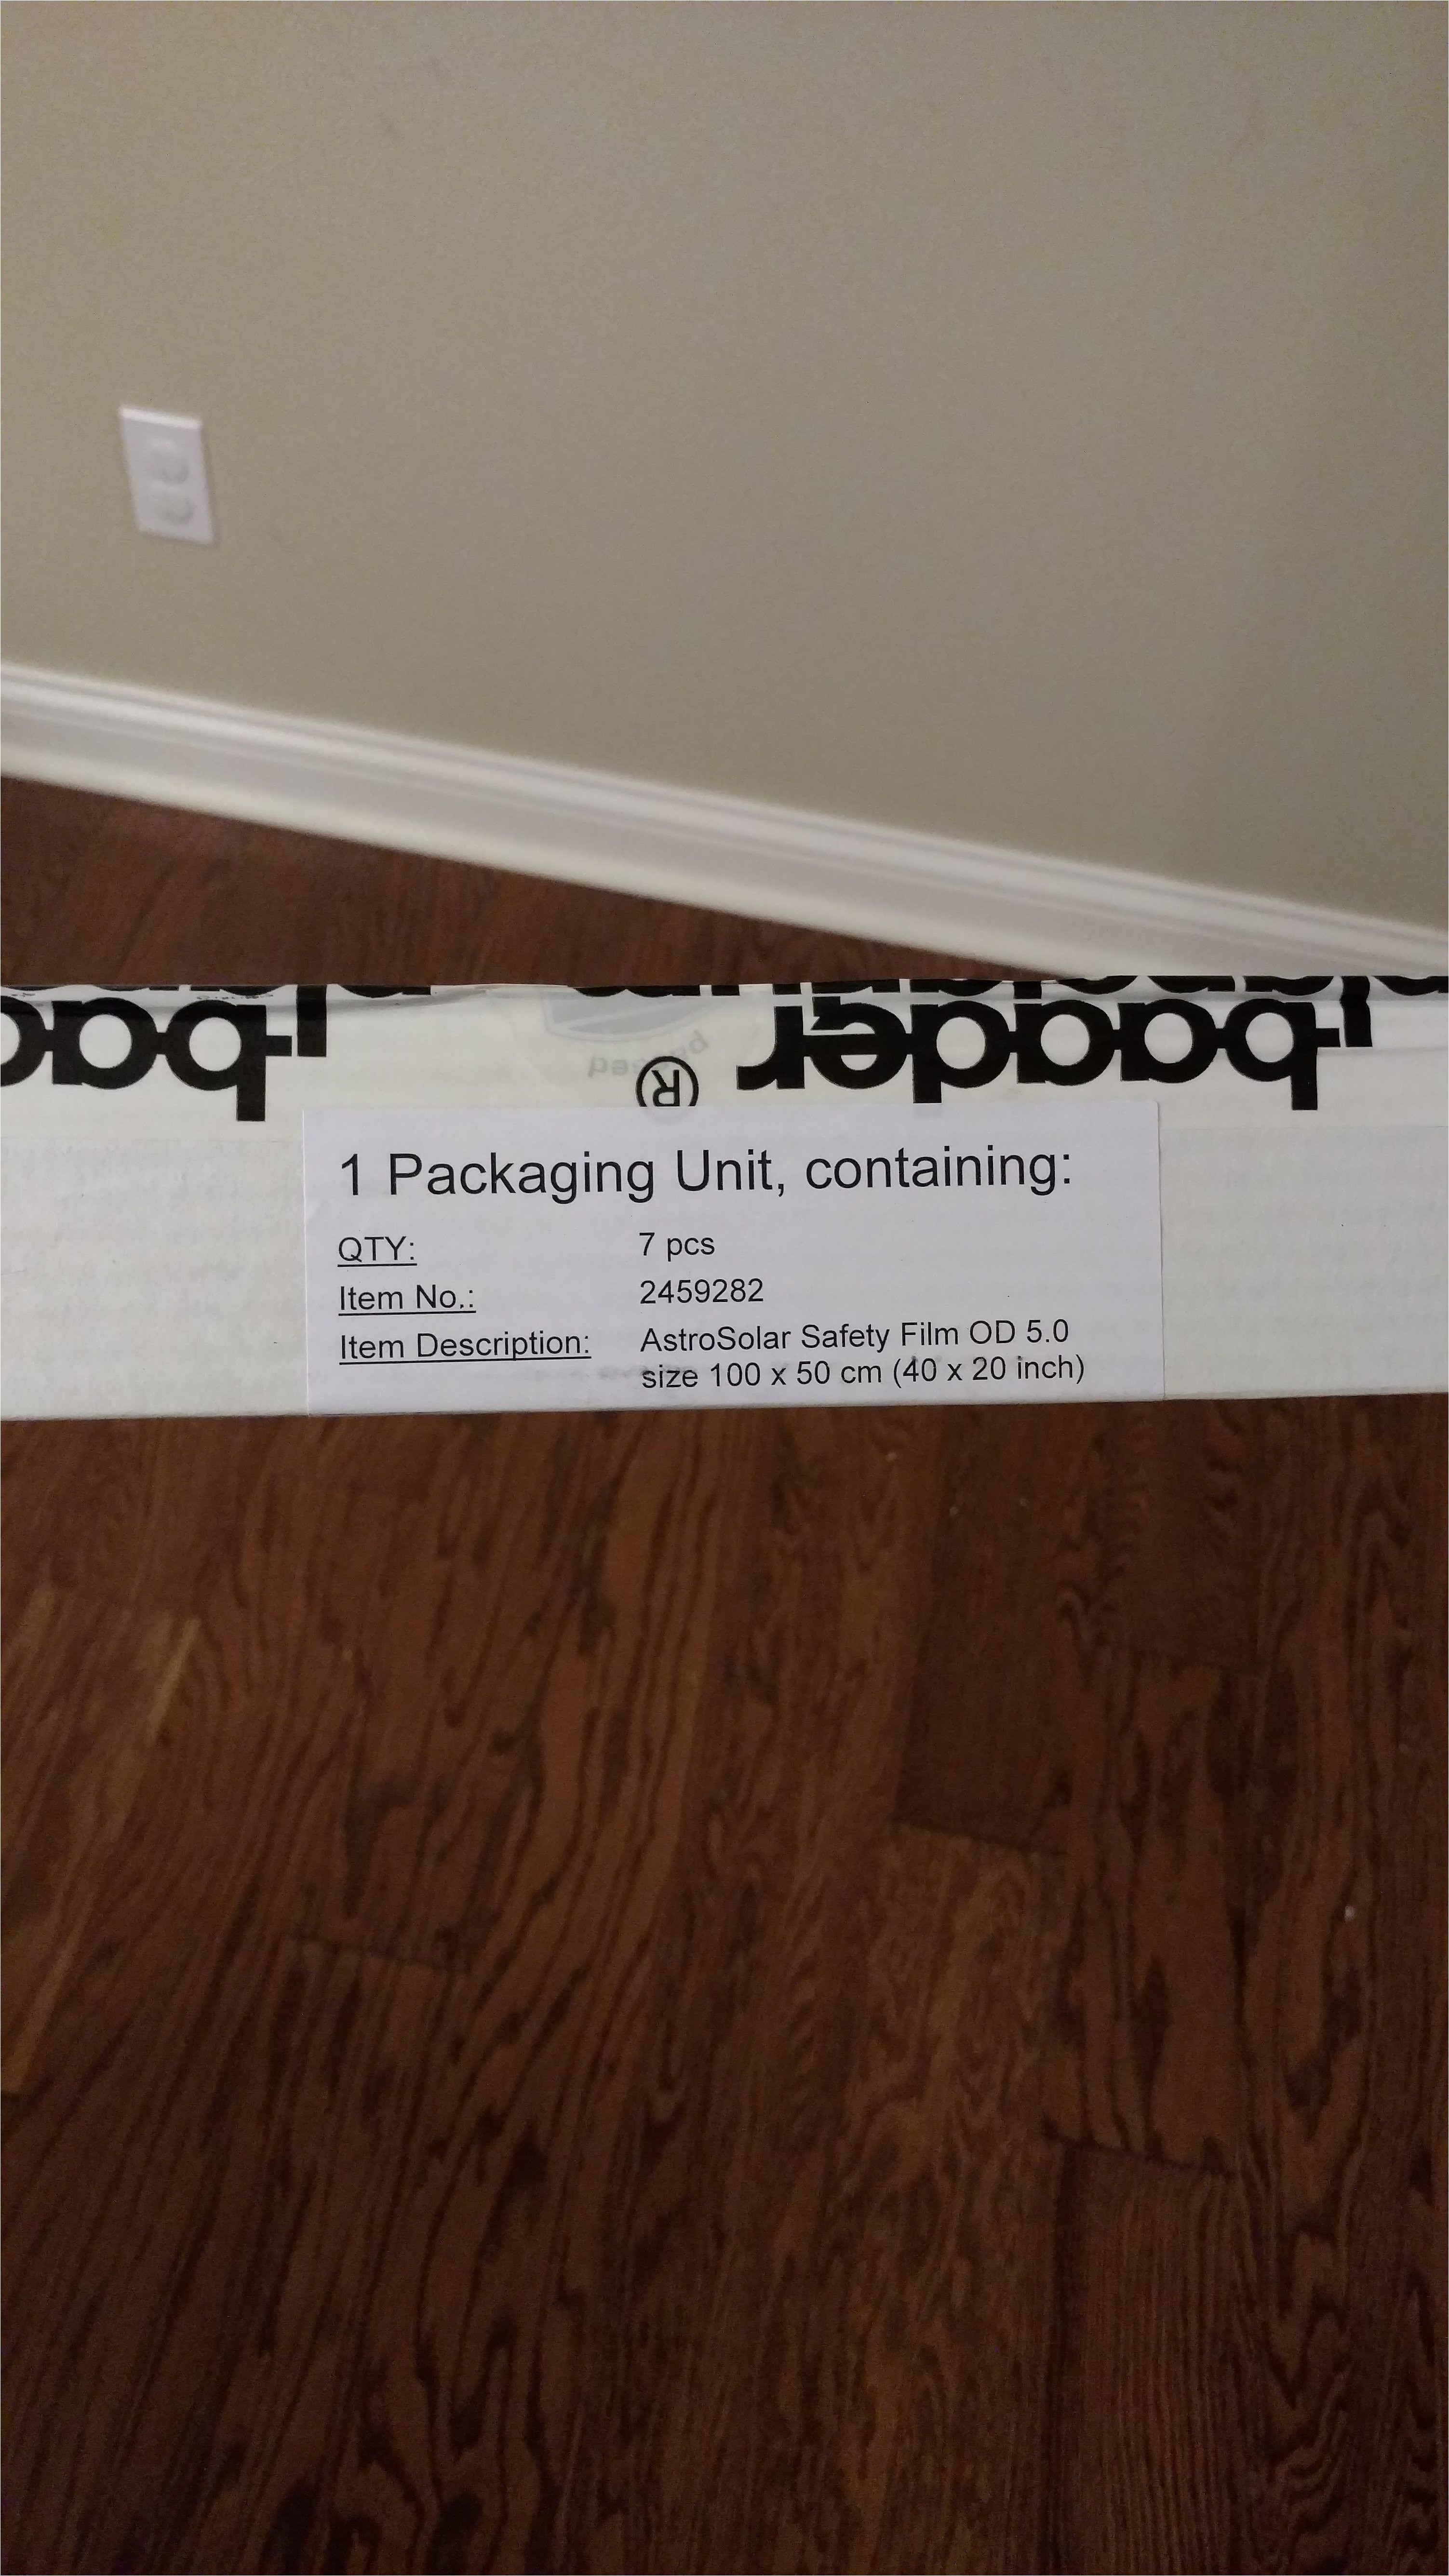 baader
®
1 Packaging Unit, containing:
QTY: 7 pcs
Item No.: 2459282
Item Description: AstroSolar Safety Film OD 5.0
size 100 x 50 cm (40 x 20 inch)